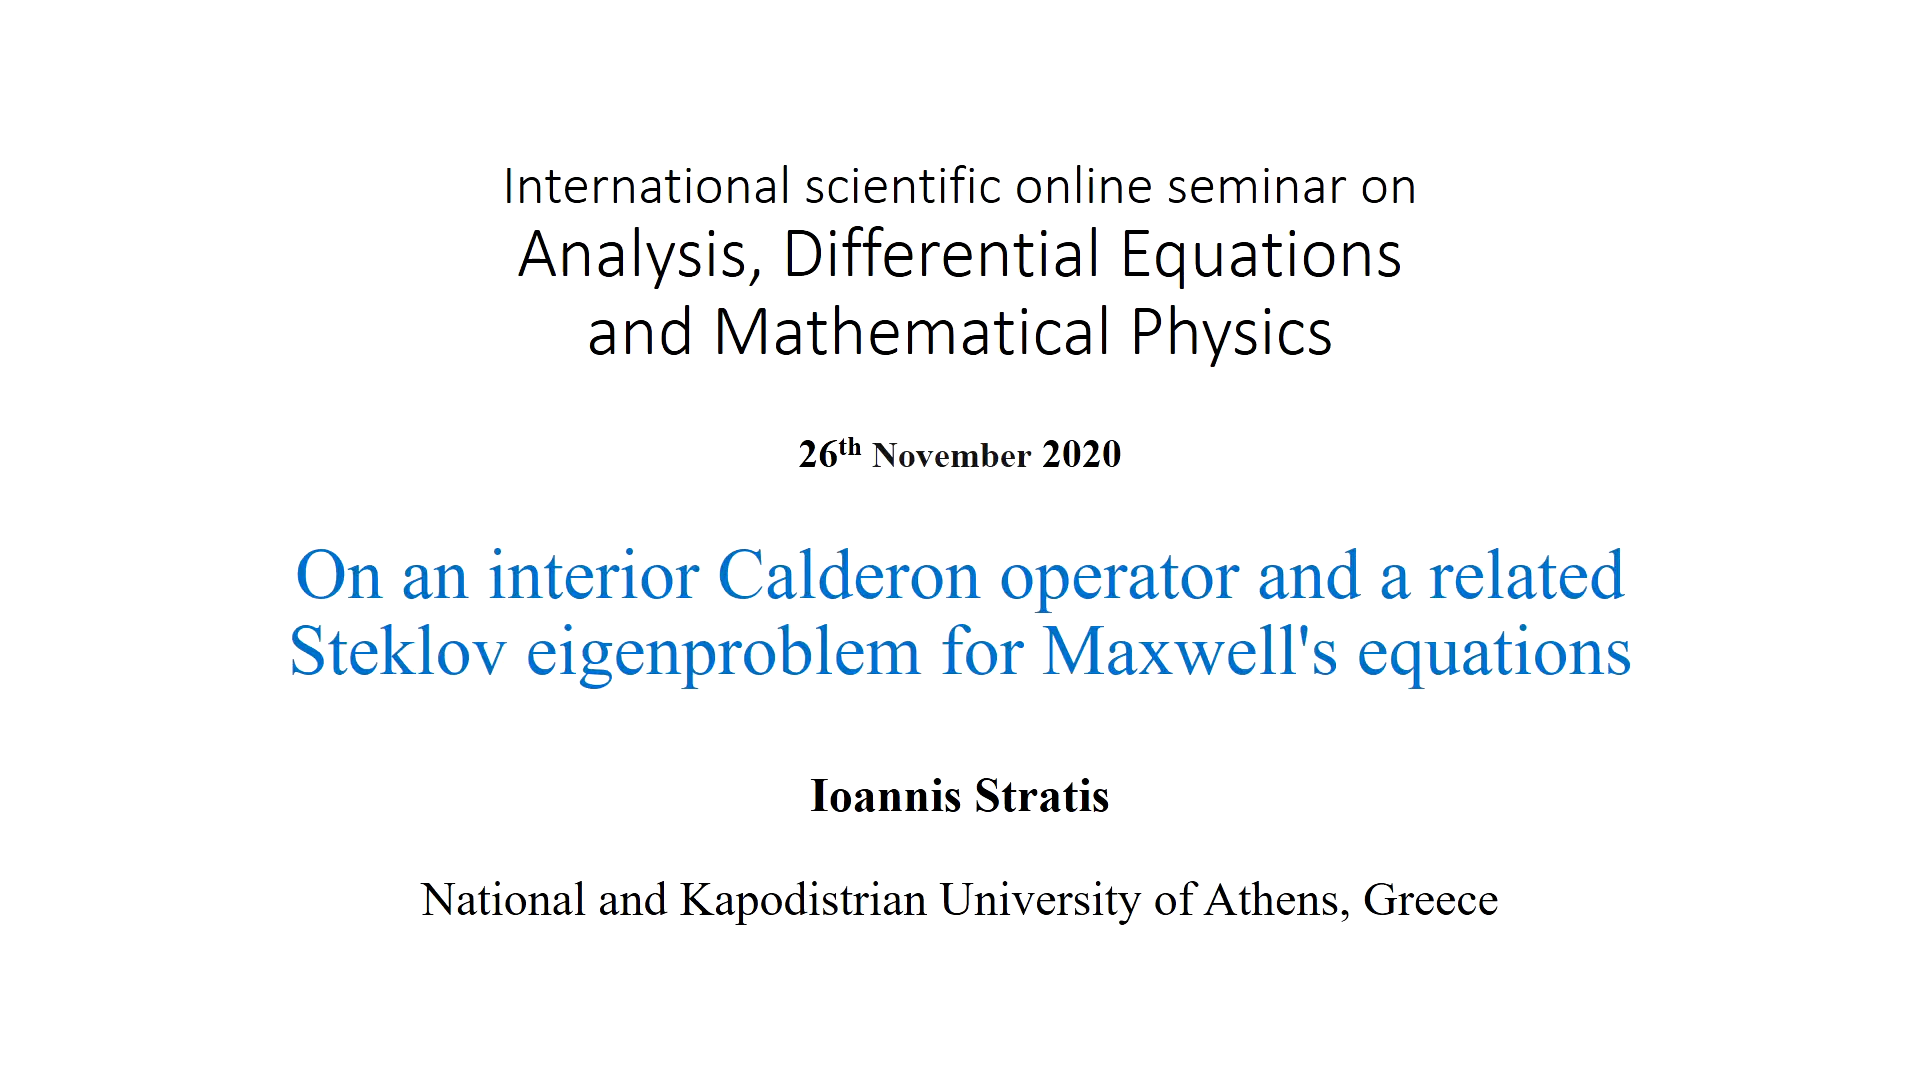 International scientific online seminar on
Analysis, Differential Equations
and Mathematical Physics
26th November 2020
On an interior Calderon operator and a related
Steklov eigenproblem for Maxwell's equations
Ioannis Stratis
National and Kapodistrian University of Athens, Greece